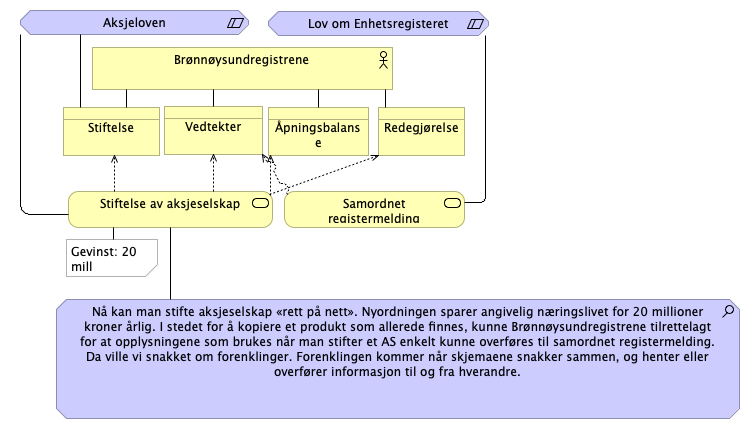 Aksjeloven
Lov om Enhetsregisteret
Brønnøysundregistrene
Stiftelse
Vedtekter
Åpningsbalans
e
Redegjørelse
Stiftelse av aksjeselskap
Samordnet
registermelding
Gevinst: 20
mill
Nå kan man stifte aksjeselskap «rett på nett». Nyordningen sparer angivelig næringslivet for 20 millioner
kroner årlig. I stedet for å kopiere et produkt som allerede finnes, kunne Brønnøysundregistrene tilrettelagt
for at opplysningene som brukes når man stifter et AS enkelt kunne overføres til samordnet registermelding.
Da ville vi snakket om forenklinger. Forenklingen kommer når skjemaene snakker sammen, og henter eller
overfører informasjon til og fra hverandre.